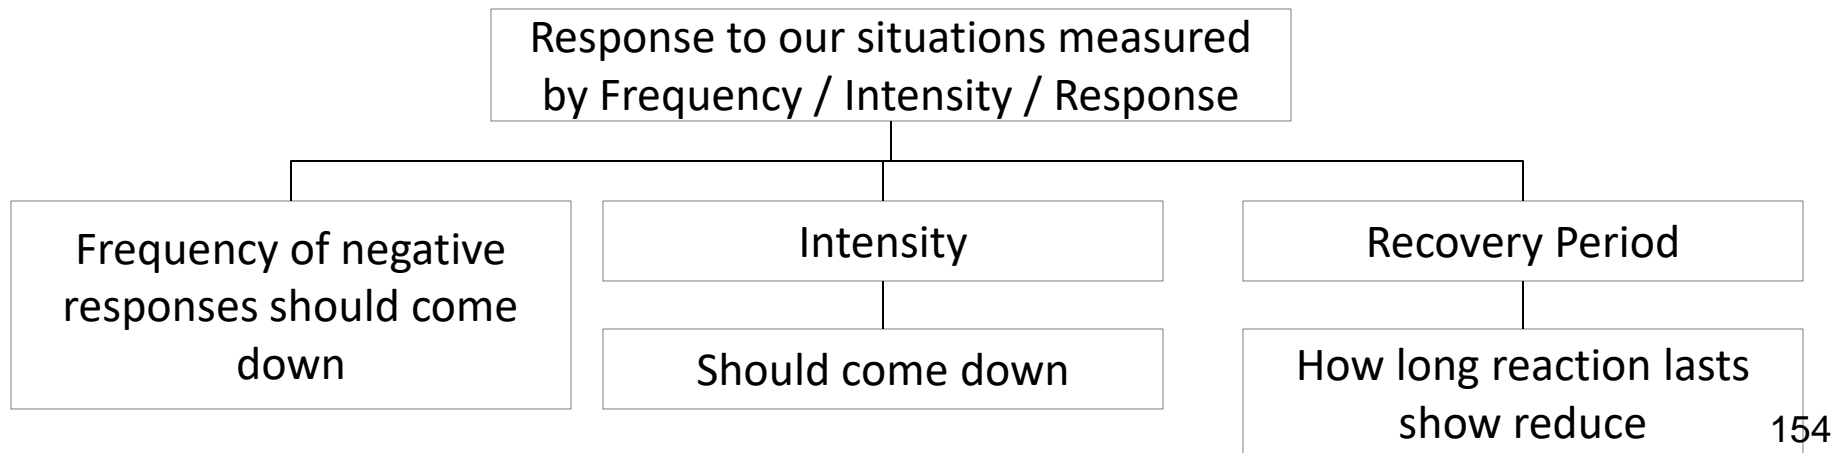 Response to our situations measured
by Frequency / Intensity / Response
Frequency of negative
responses should come
down
Intensity
Should come down
Recovery Period
How long reaction lasts
show reduce
154